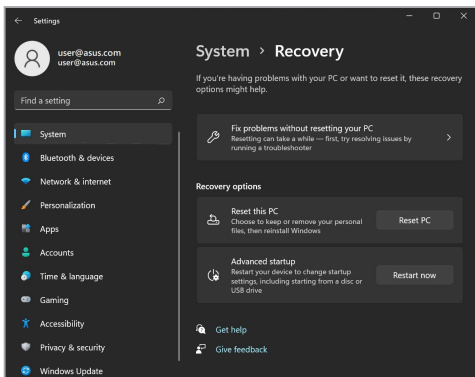 Settings
user@asus.com
user@asus.com
Find a setting
System
Bluetooth & devices
Network & internet
Personalization
Apps
Accounts
Time & language
Gaming
Accessibility
Privacy & security
Windows Update
System > Recovery
If you're having problems with your PC or want to reset it, these recovery
options might help.
Fix problems without resetting your PC
Resetting can take a while — first, try resolving issues by
running a troubleshooter
Recovery options
Reset this PC
Choose to keep or remove your personal
files, then reinstall Windows
Reset PC
Advanced startup
Restart your device to change startup
settings, including starting from a disc or
USB drive
Restart now
Get help
Give feedback